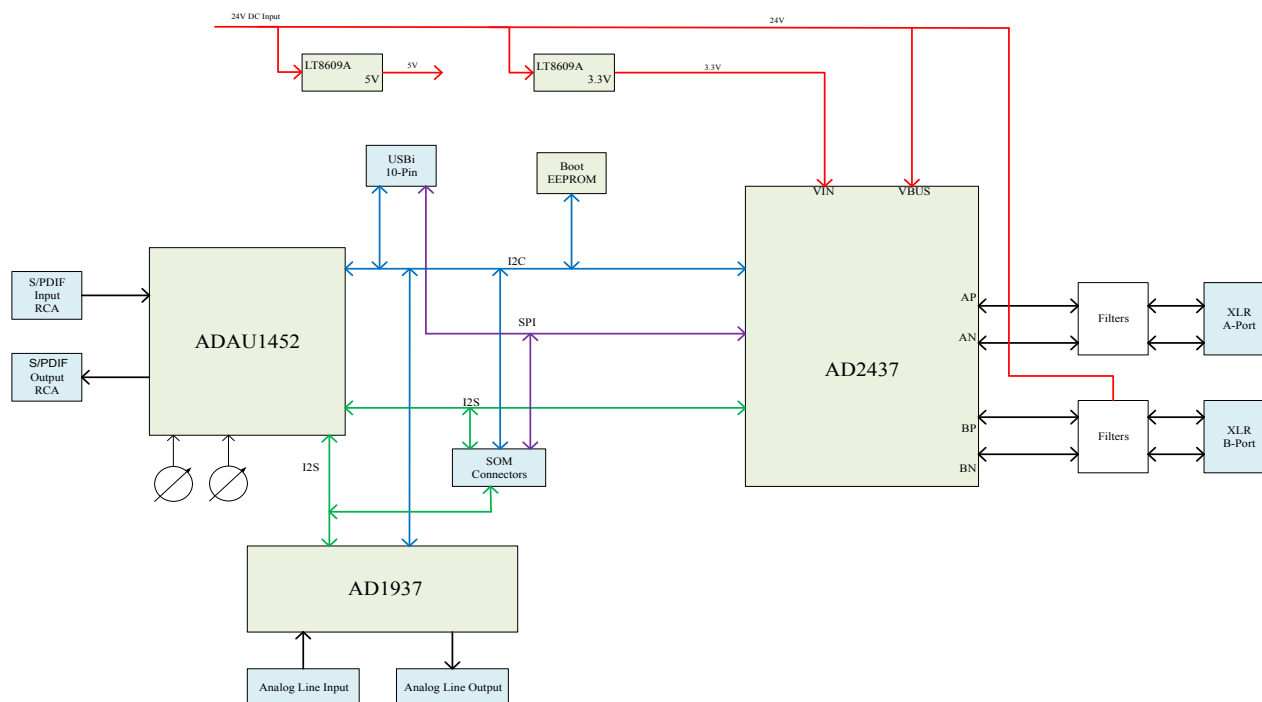 24V DC Input
24V
LT8609A
5V
5V
LT8609A
3.3V
3.3V
USBi
10-Pin
Boot
EEPROM
VIN
VBUS
I2C
S/PDIF
Input
RCA
AP
Filters
XLR
A-Port
SPI
AN
ADAU1452
AD2437
S/PDIF
Output
RCA
I2S
BP
Filters
XLR
B-Port
BN
I2S
SOM
Connectors
AD1937
Analog Line Input
Analog Line Output